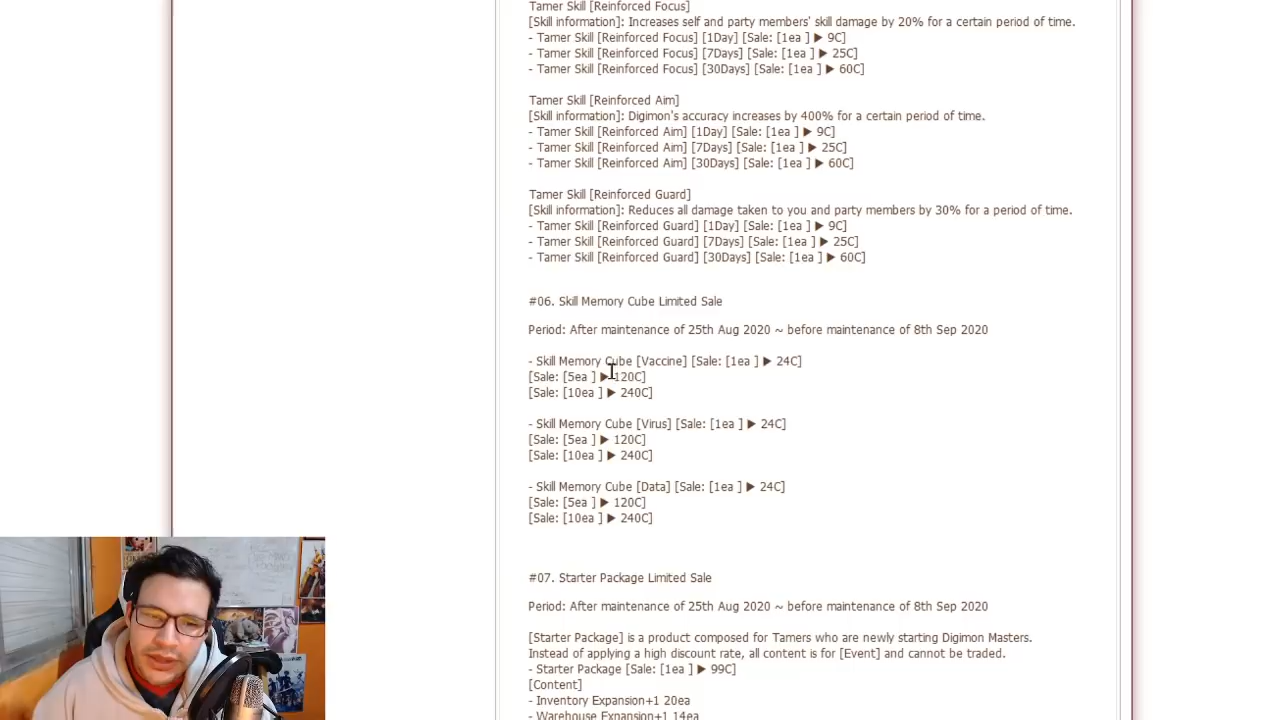 Tamer Skill [Reinforced Focus]
[Skill information]: Increases self and party members' skill damage by 20% for a certain period of time.
- Tamer Skill [Reinforced Focus] [1Day] [Sale: [1ea ] ▶ 9C]
- Tamer Skill [Reinforced Focus] [7Days] [Sale: [1ea ] ▶ 25C]
- Tamer Skill [Reinforced Focus] [30Days] [Sale: [1ea ] ▶ 60C]
Tamer Skill [Reinforced Aim]
[Skill information]: Digimon's accuracy increases by 400% for a certain period of time.
- Tamer Skill [Reinforced Aim] [1Day] [Sale: [1ea ] ▶ 9C]
- Tamer Skill [Reinforced Aim] [7Days] [Sale: [1ea ] ▶ 25C]
- Tamer Skill [Reinforced Aim] [30Days] [Sale: [1ea ] ▶ 60C]
Tamer Skill [Reinforced Guard]
[Skill information]: Reduces all damage taken to you and party members by 30% for a period of time.
- Tamer Skill [Reinforced Guard] [1Day] [Sale: [1ea ] ▶ 9C]
- Tamer Skill [Reinforced Guard] [7Days] [Sale: [1ea ] ▶ 25C]
- Tamer Skill [Reinforced Guard] [30Days] [Sale: [1ea ] ▶ 60C]
#06. Skill Memory Cube Limited Sale
Period: After maintenance of 25th Aug 2020 ~ before maintenance of 8th Sep 2020
- Skill Memory Cube [Vaccine] [Sale: [1ea ] ▶ 24C]
[Sale: [5ea ] ▶ 120C]
[Sale: [10ea ] ▶ 240C]
- Skill Memory Cube [Virus] [Sale: [1ea ] ▶ 24C]
[Sale: [5ea ] ▶ 120C]
[Sale: [10ea ] ▶ 240C]
- Skill Memory Cube [Data] [Sale: [1ea ] ▶ 24C]
[Sale: [5ea ] ▶ 120C]
[Sale: [10ea ] ▶ 240C]
#07. Starter Package Limited Sale
Period: After maintenance of 25th Aug 2020 ~ before maintenance of 8th Sep 2020
[Starter Package] is a product composed for Tamers who are newly starting Digimon Masters.
Instead of applying a high discount rate, all content is for [Event] and cannot be traded.
- Starter Package [Sale: [1ea ] ▶ 99C]
[Content]
- Inventory Expansion+1 20ea
- Warehouse Expansion+1 14ea